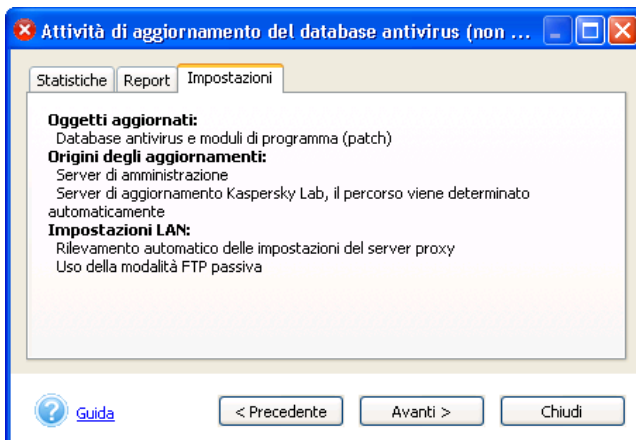 Attività di aggiornamento del database antivirus (non ...
Statistiche Report Impostazioni
Oggetti aggiornati:
Database antivirus e moduli di programma (patch)
Origini degli aggiornamenti:
Server di amministrazione
Server di aggiornamento Kaspersky Lab, il percorso viene determinato
automaticamente
Impostazioni LAN:
Rilevamento automatico delle impostazioni del server proxy
Uso della modalità FTP passiva
Guida < Precedente Avanti > Chiudi